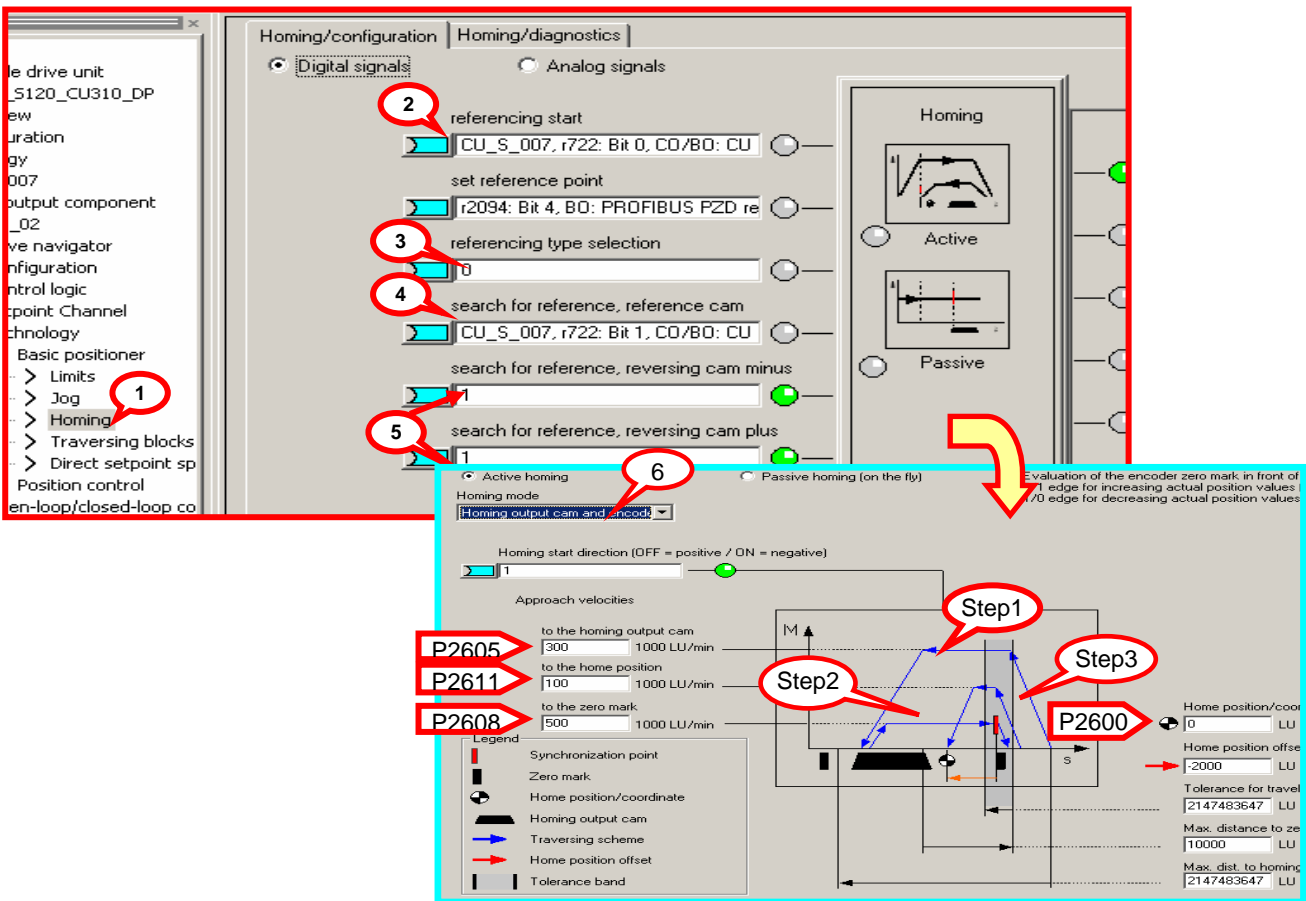 le drive unit
_S120_CU310_DP
ew
uration
gy
007
output component
_02
ve navigator
nfiguration
ntrol logic
tpoint Channel
chnology
Basic positioner
Limits
Jog
Homing
Traversing blocks
Direct setpoint sp
Position control
en-loop/closed-loop co
1
Homing/configuration
Homing/diagnostics
Digital signals
Analog signals
2
referencing start
CU_S_007, r722: Bit 0, CO/BO: CU
set reference point
r2094: Bit 4, BO: PROFIBUS PZD re
3
referencing type selection
0
4
search for reference, reference cam
CU_S_007, r722: Bit 1, CO/BO: CU
search for reference, reversing cam minus
1
5
search for reference, reversing cam plus
1
Homing
Active
Passive
Active homing
6
Passive homing (on the fly)
Evaluation of the encoder zero mark in front of
edge for increasing actual position values
1/0 edge for decreasing actual position values
Homing mode
Homing output cam and encode
Homing start direction (OFF = positive / ON = negative)
1
Approach velocities
to the homing output cam
P2605
300
1000 LU/min
to the home position
P2611
100
1000 LU/min
to the zero mark
P2608
500
1000 LU/min
Legend
Synchronization point
Zero mark
Home position/coordinate
Homing output cam
Traversing scheme
Home position offset
Tolerance band
M
Step1
Step2
Step3
s
P2600
Home position/coor
0 LU
Home position offse
-2000 LU
Tolerance for travel
2147483647 LU
Max. distance to ze
10000 LU
Max. dist. to homing
2147483647 LU